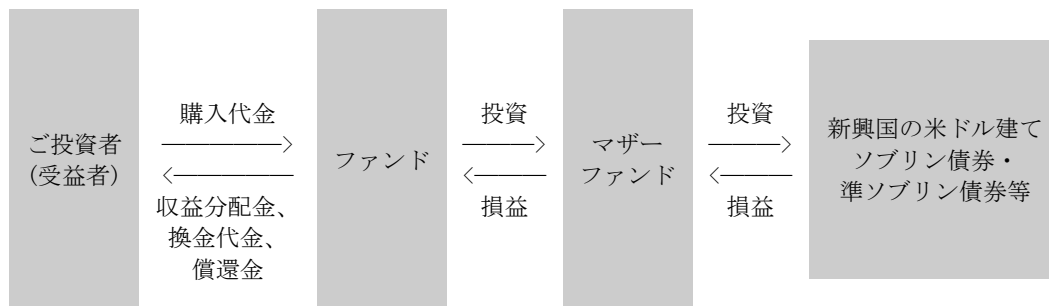 ご投資者
(受益者)
購入代金
収益分配金、
換金代金、
償還金
ファンド
投資
損益
マザー
ファンド
投資
損益
新興国の米ドル建て
ソブリン債券・
準ソブリン債券等